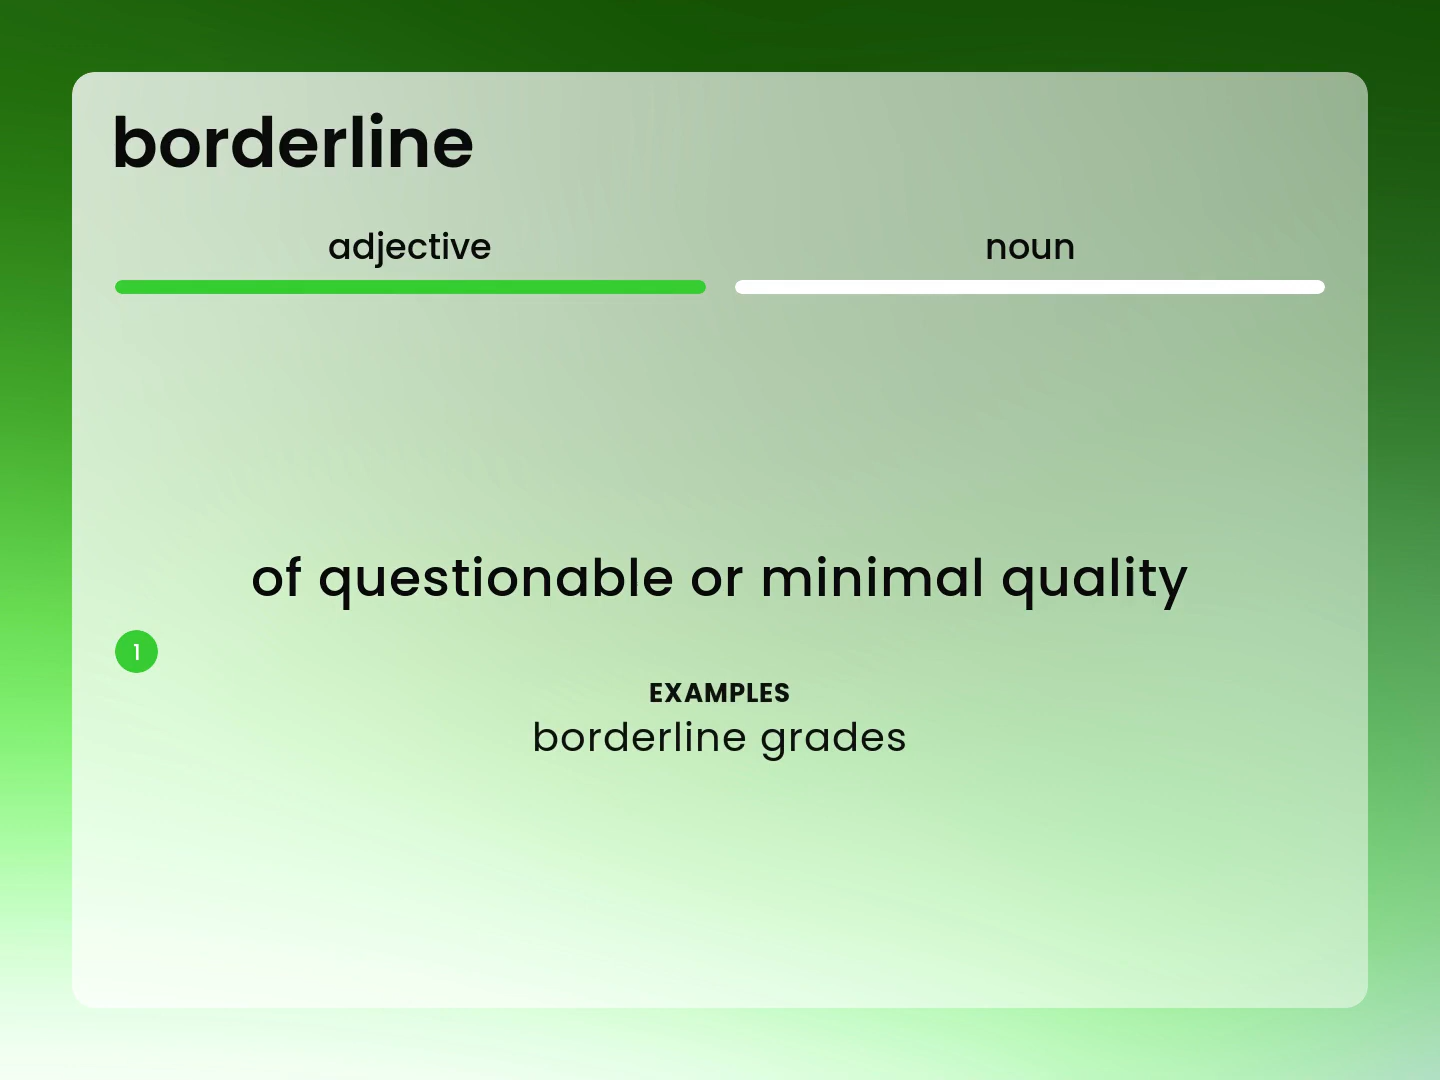 borderline
adjective
noun
of questionable or minimal quality
1
EXAMPLES
borderline grades